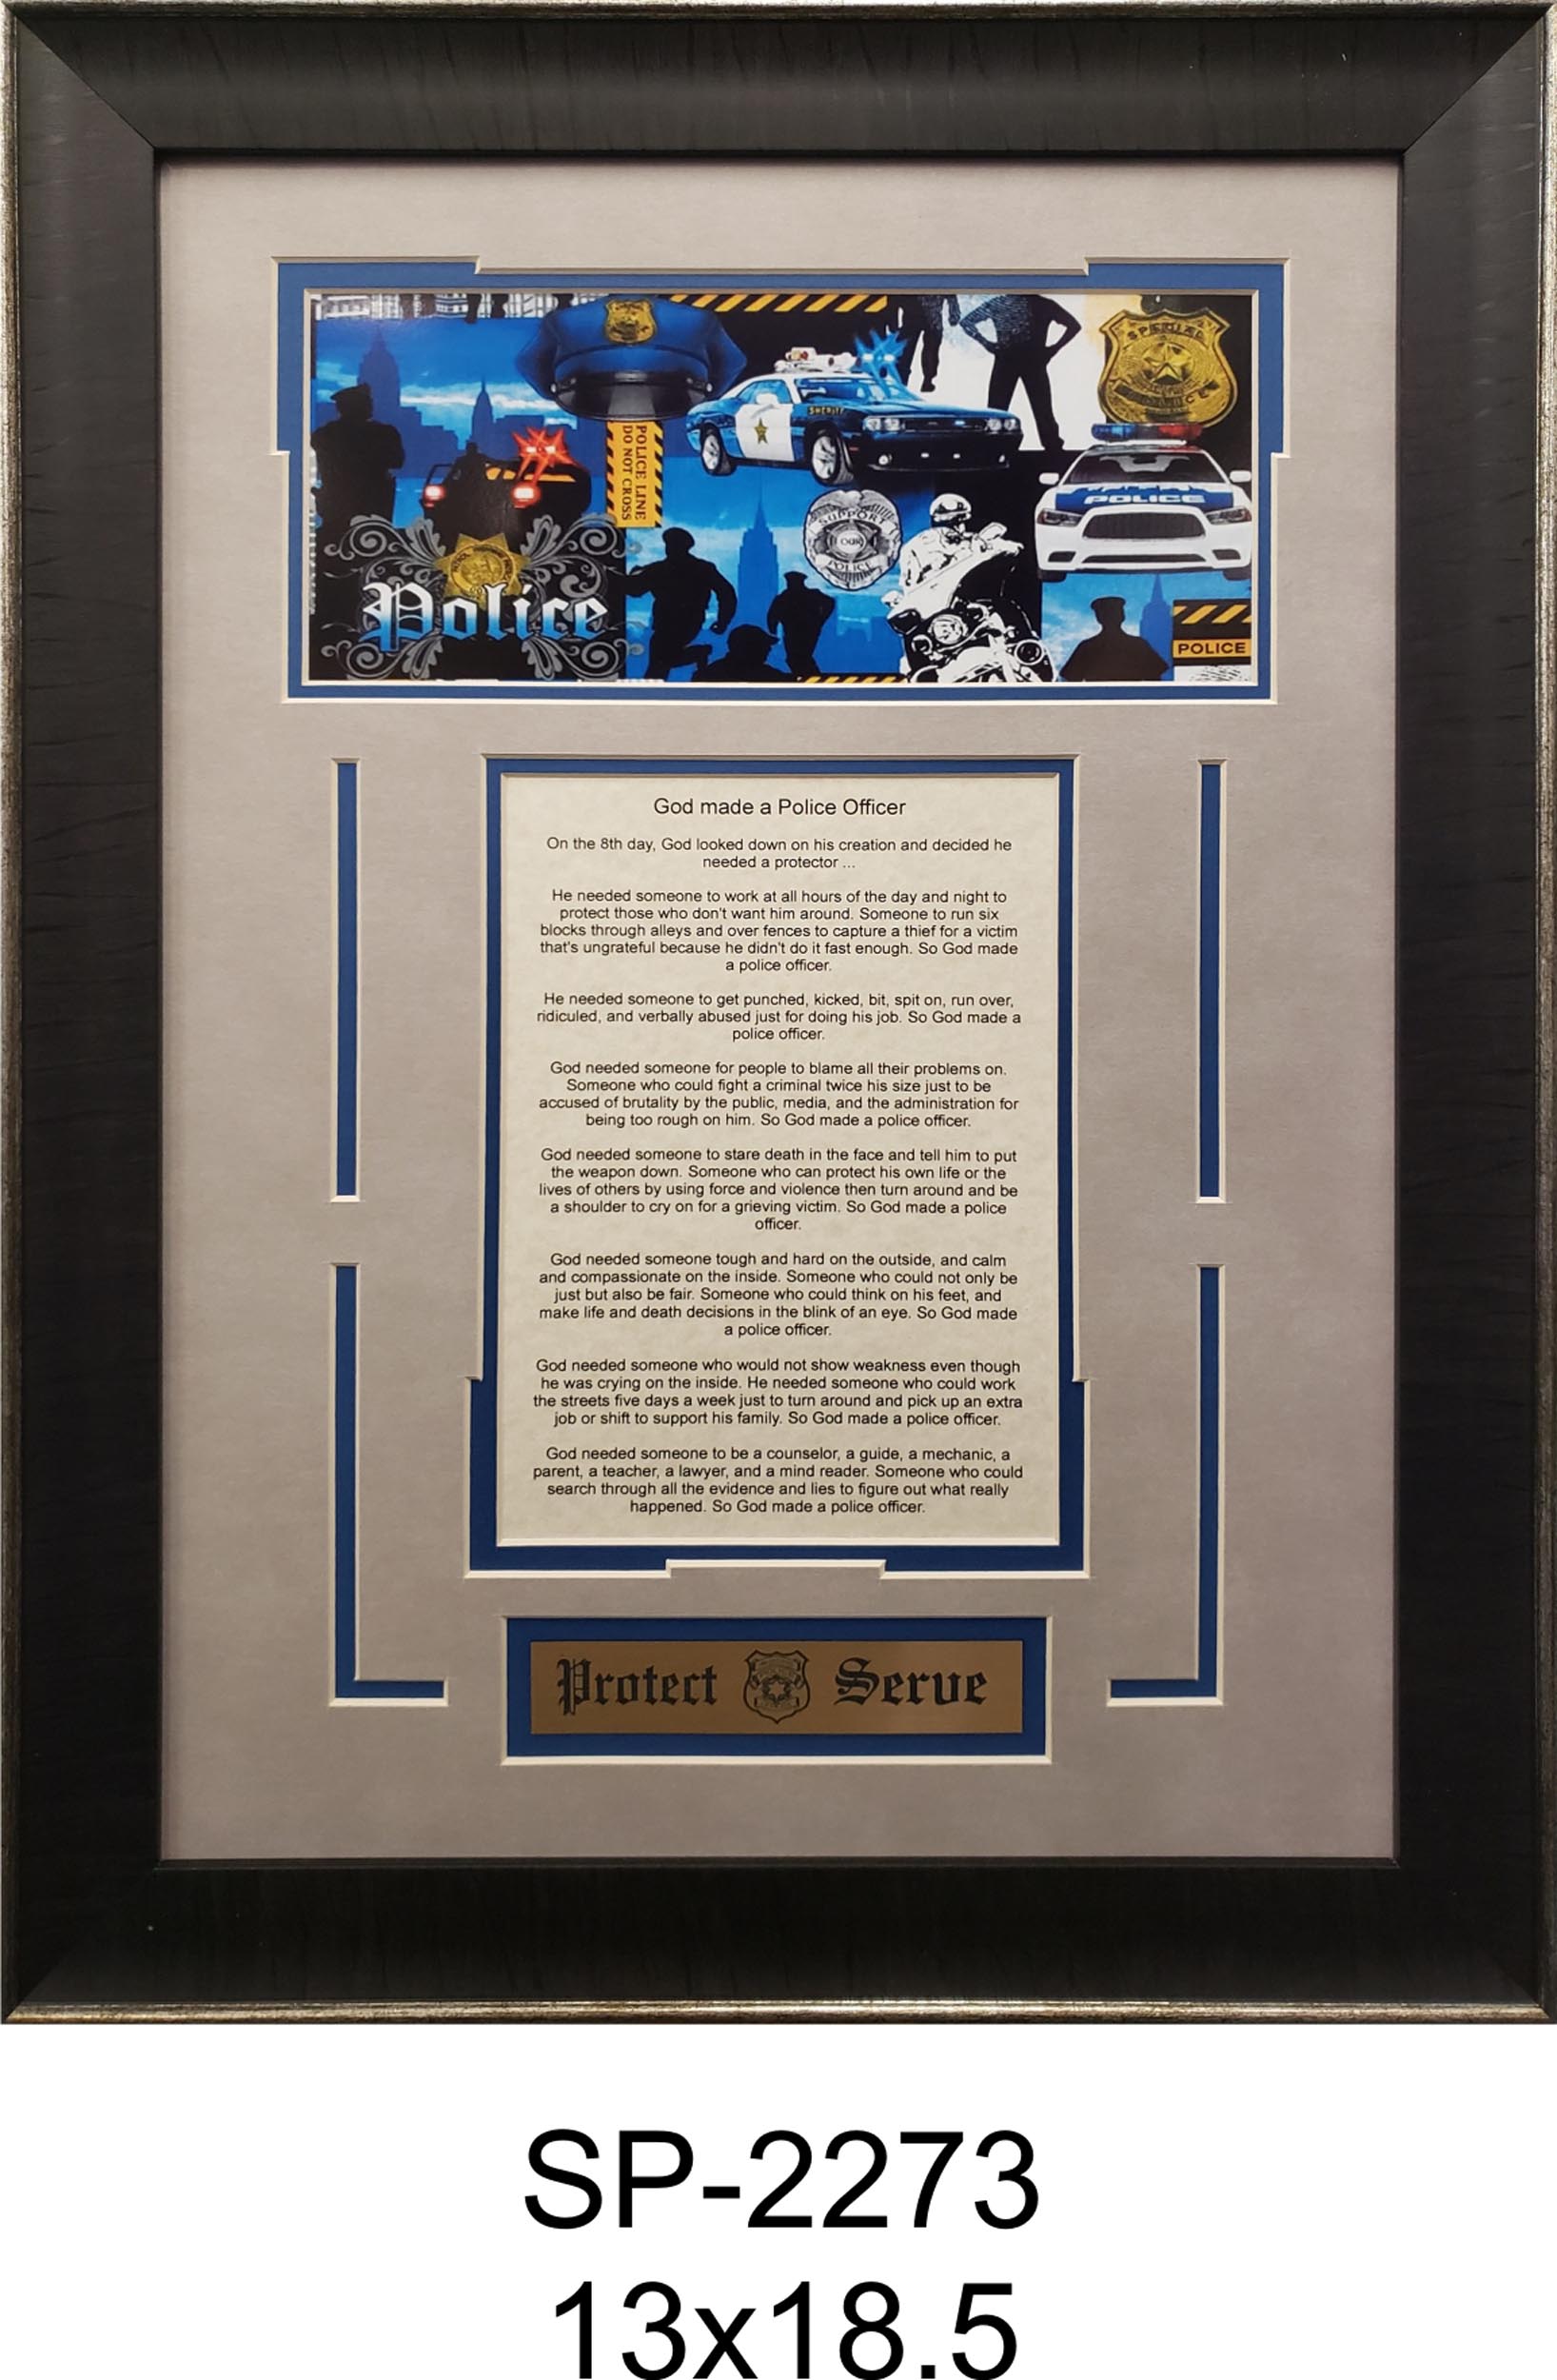 SPECIAL
POLICE
SHERIFF
POLICE LINE
DO NOT CROSS
POLICE
SUPPORT
OUR
POLICE
Police
POLICE
God made a Police Officer
On the 8th day, God looked down on his creation and decided he
needed a protector ...
He needed someone to work at all hours of the day and night to
protect those who don't want him around. Someone to run six
blocks through alleys and over fences to capture a thief for a victim
that's ungrateful because he didn't do it fast enough. So God made
a police officer.
He needed someone to get punched, kicked, bit, spit on, run over,
ridiculed, and verbally abused just for doing his job. So God made a
police officer.
God needed someone for people to blame all their problems on.
Someone who could fight a criminal twice his size just to be
accused of brutality by the public, media, and the administration for
being too rough on him. So God made a police officer.
God needed someone to stare death in the face and tell him to put
the weapon down. Someone who can protect his own life or the
lives of others by using force and violence then turn around and be
a shoulder to cry on for a grieving victim. So God made a police
officer.
God needed someone tough and hard on the outside, and calm
and compassionate on the inside. Someone who could not only be
just but also be fair. Someone who could think on his feet, and
make life and death decisions in the blink of an eye. So God made
a police officer.
God needed someone who would not show weakness even though
he was crying on the inside. He needed someone who could work
the streets five days a week just to turn around and pick up an extra
job or shift to support his family. So God made a police officer.
God needed someone to be a counselor, a guide, a mechanic, a
parent, a teacher, a lawyer, and a mind reader. Someone who could
search through all the evidence and lies to figure out what really
happened. So God made a police officer.
Protect Serve
SP-2273
13x18.5